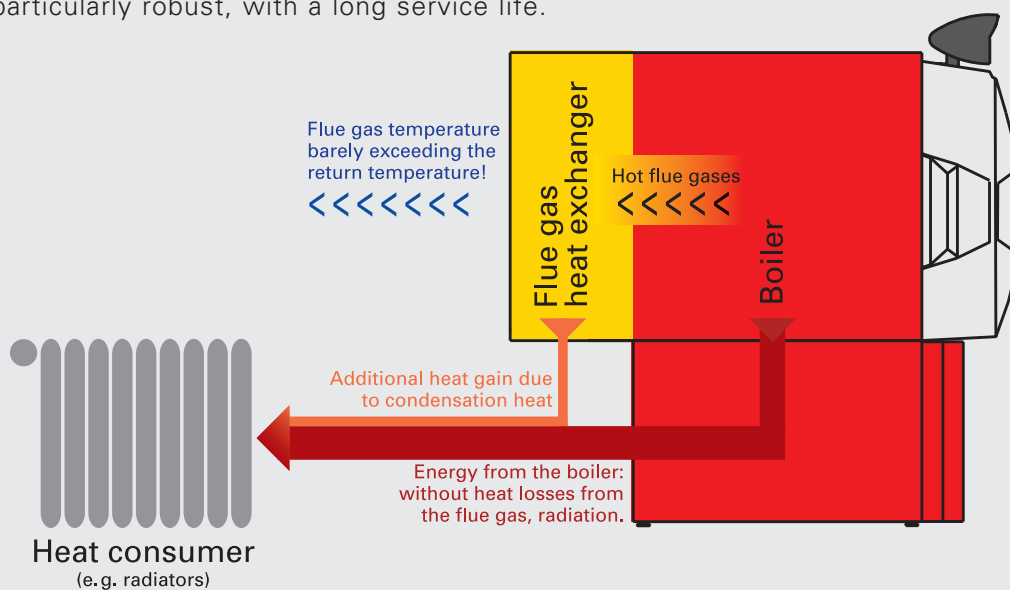 particularly robust, with a long service life.
Flue gas temperature
barely exceeding the
return temperature!
Flue gas
heat exchanger
Hot flue gases
Boiler
Additional heat gain due
to condensation heat
Energy from the boiler:
without heat losses from
the flue gas, radiation.
Heat consumer
(e.g. radiators)